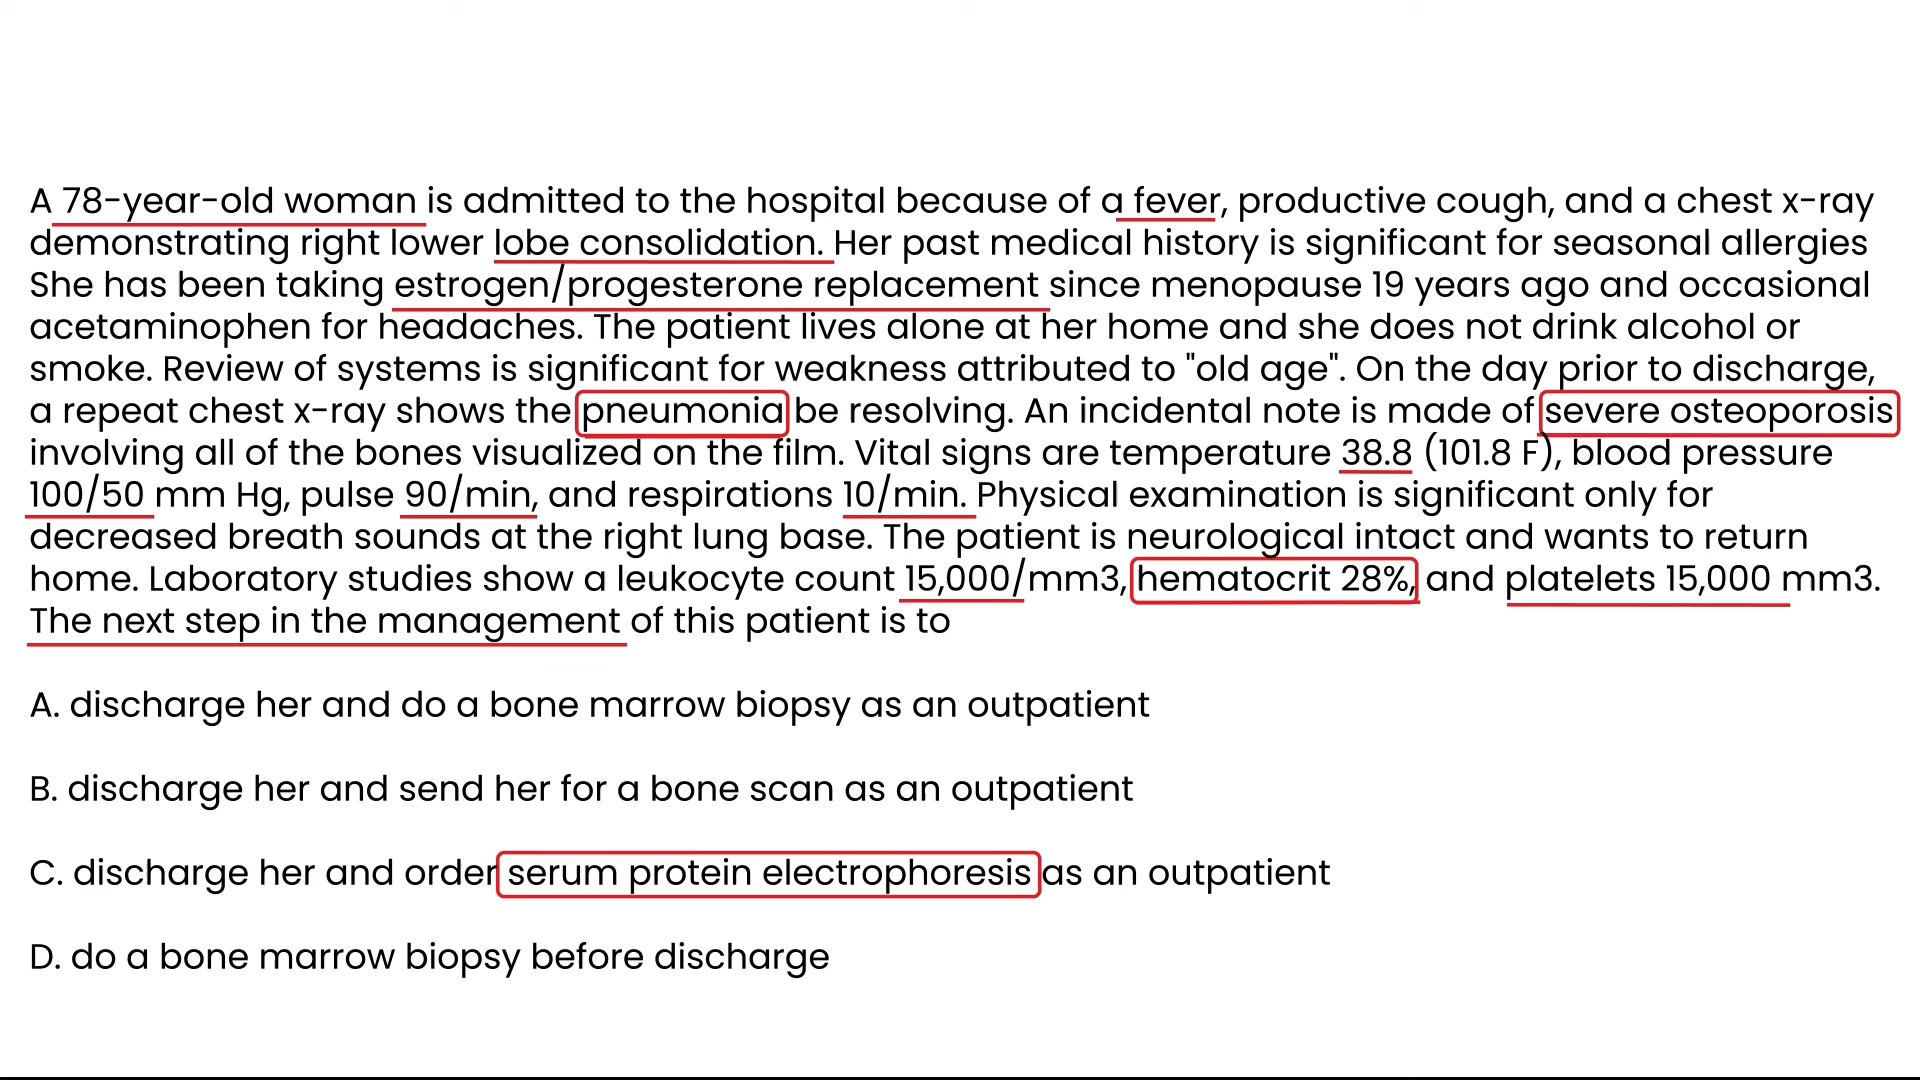 A 78-year-old woman is admitted to the hospital because of a fever, productive cough, and a chest x-ray
demonstrating right lower lobe consolidation. Her past medical history is significant for seasonal allergies
She has been taking estrogen/progesterone replacement since menopause 19 years ago and occasional
acetaminophen for headaches. The patient lives alone at her home and she does not drink alcohol or
smoke. Review of systems is significant for weakness attributed to "old age". On the day prior to discharge,
a repeat chest x-ray shows the pneumonia be resolving. An incidental note is made of severe osteoporosis
involving all of the bones visualized on the film. Vital signs are temperature 38.8 (101.8 F), blood pressure
100/50 mm Hg, pulse 90/min, and respirations 10/min. Physical examination is significant only for
decreased breath sounds at the right lung base. The patient is neurological intact and wants to return
home. Laboratory studies show a leukocyte count 15,000/mm3, hematocrit 28%, and platelets 15,000 mm3.
The next step in the management of this patient is to
A. discharge her and do a bone marrow biopsy as an outpatient
B. discharge her and send her for a bone scan as an outpatient
C. discharge her and order serum protein electrophoresis as an outpatient
D. do a bone marrow biopsy before discharge